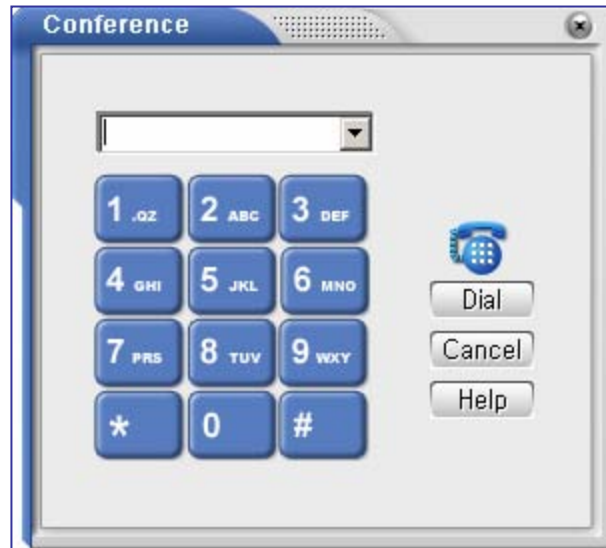 Conference
1 .QZ 2 ABC 3 DEF
4 GHI 5 JKL 6 MNO
7 PRS 8 TUV 9 WXY
* 0 #
Dial
Cancel
Help